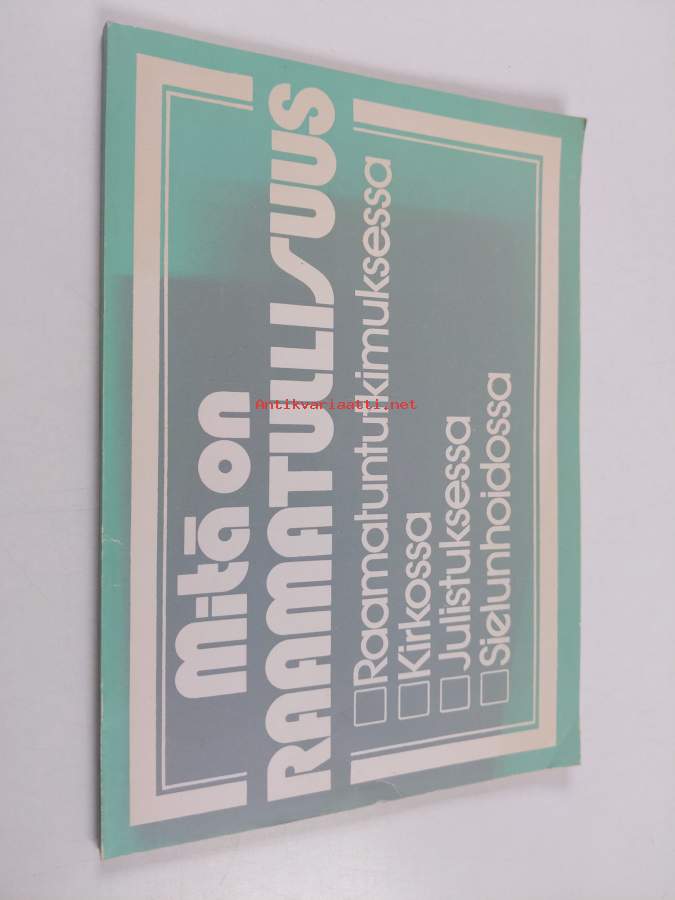 Mitä on
RAAMATULLISUUS
Raamatuntutkimuksessa
Kirkossa
Julistuksessa
Sielunhoidossa
Antikvariaatti.net